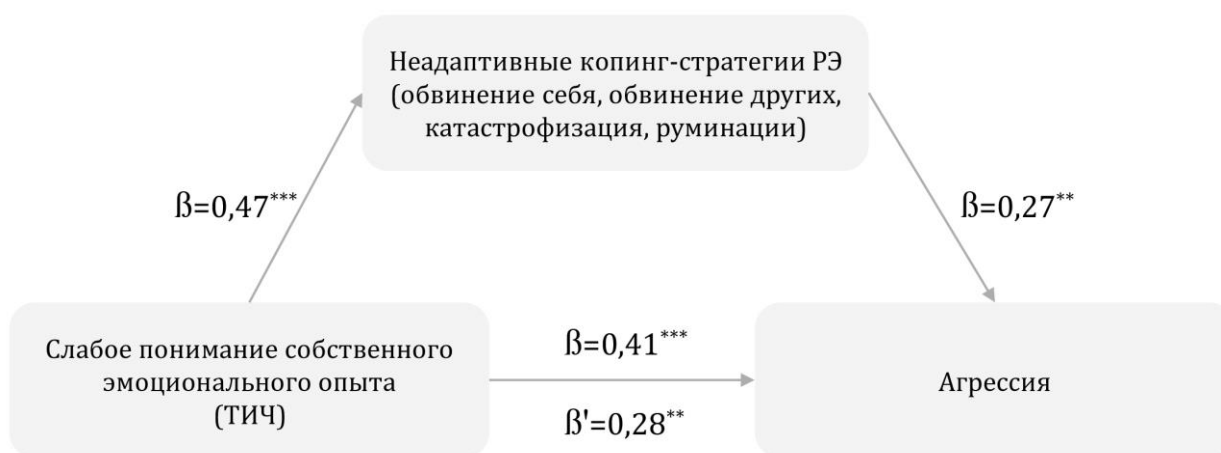 Неадаптивные копинг-стратегии РЭ
(обвинение себя, обвинение других,
катастрофизация, руминации)
ß=0,47***
ß=0,27**
Слабое понимание собственного
эмоционального опыта
(ТИЧ)
ß=0,41***
ß'=0,28**
Агрессия